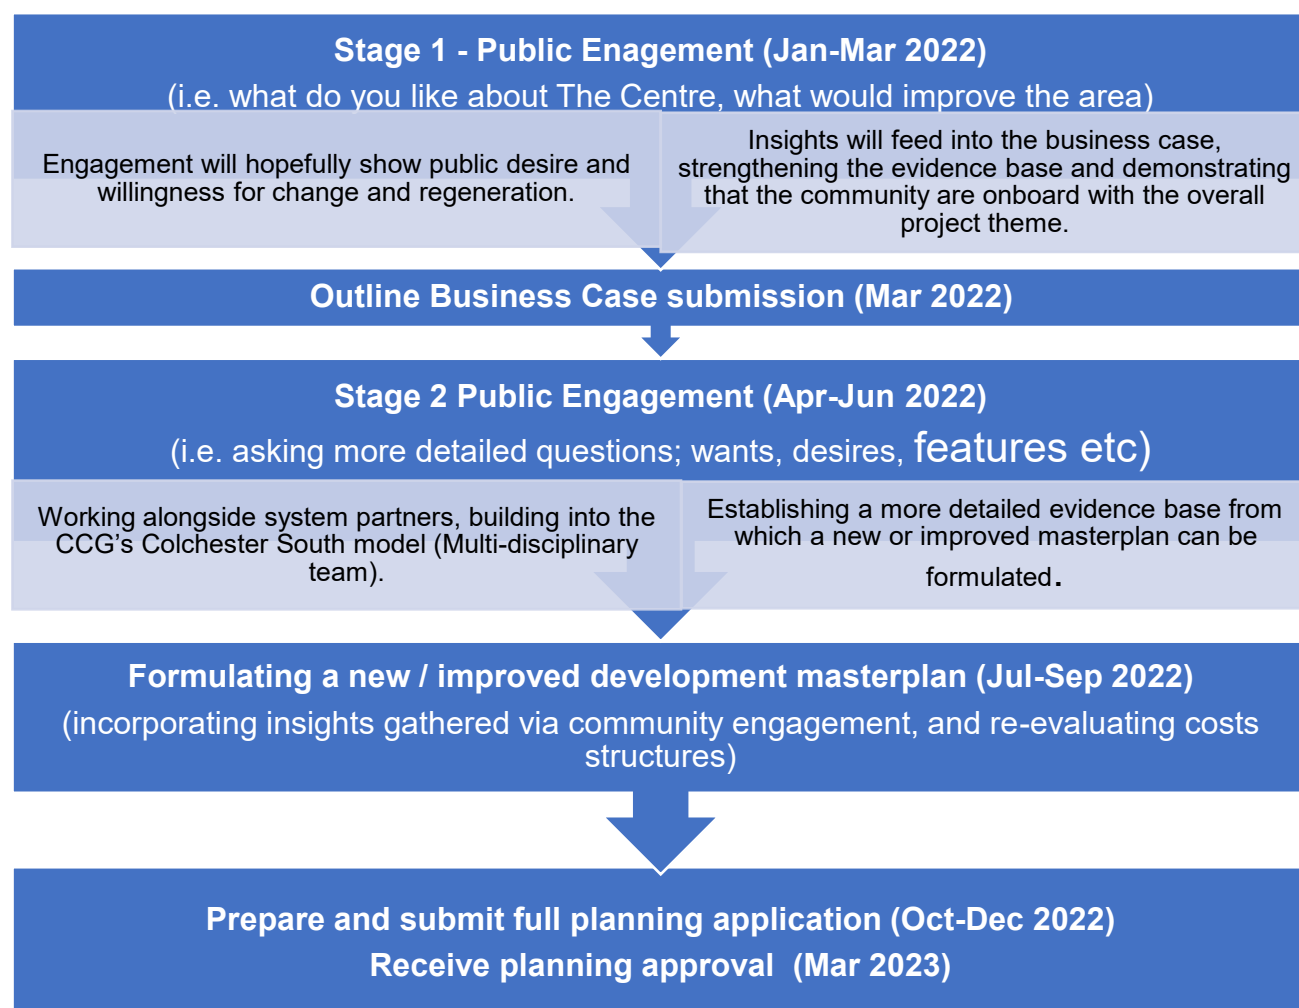 Stage 1 - Public Enagement (Jan-Mar 2022)
(i.e. what do you like about The Centre, what would improve the area)
Engagement will hopefully show public desire and
willingness for change and regeneration.
Insights will feed into the business case,
strengthening the evidence base and demonstrating
that the community are onboard with the overall
project theme.
Outline Business Case submission (Mar 2022)
Stage 2 Public Engagement (Apr-Jun 2022)
(i.e. asking more detailed questions; wants, desires, features etc)
Working alongside system partners, building into the
CCG’s Colchester South model (Multi-disciplinary
team).
Establishing a more detailed evidence base from
which a new or improved masterplan can be
formulated.
Formulating a new / improved development masterplan (Jul-Sep 2022)
(incorporating insights gathered via community engagement, and re-evaluating costs
structures)
Prepare and submit full planning application (Oct-Dec 2022)
Receive planning approval (Mar 2023)